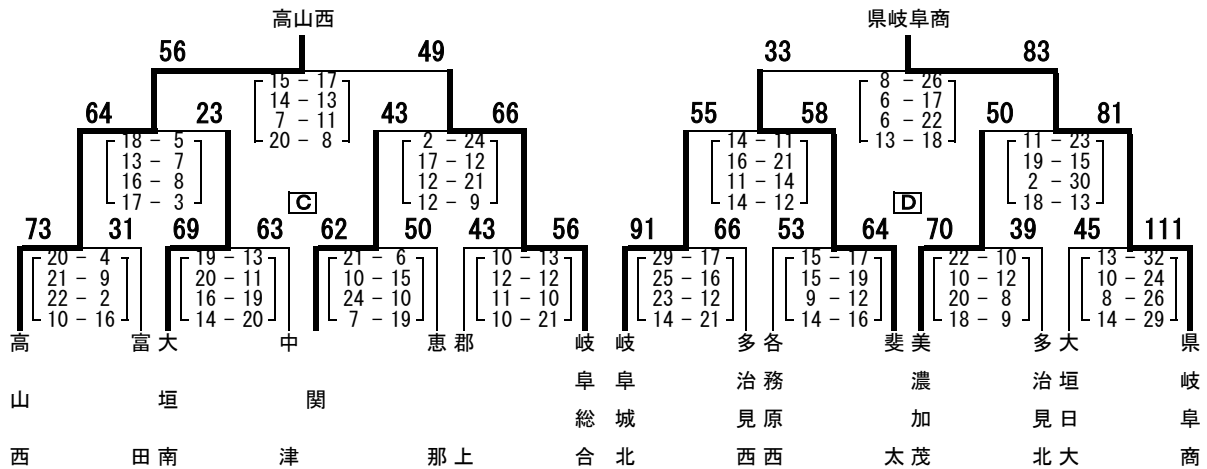 高山西 県岐阜商
56 49 33 83
15 - 17 8 - 26
14 - 13 6 - 17
7 - 11 6 - 22
20 - 8 13 - 18
64 23 43 66 55 58 50 81
18 - 5 2 - 24 14 - 11 11 - 23
13 - 7 17 - 12 16 - 21 19 - 15
16 - 8 12 - 21 11 - 14 2 - 30
17 - 3 12 - 9 14 - 12 18 - 13
C D
73 31 69 63 62 50 43 56 91 66 53 64 70 39 45 111
20 - 4 19 - 13 21 - 6 10 - 13 29 - 17 15 - 17 22 - 10 13 - 32
21 - 9 20 - 11 10 - 15 12 - 12 25 - 16 15 - 19 10 - 12 10 - 24
22 - 2 16 - 19 24 - 10 11 - 10 23 - 12 9 - 12 20 - 8 8 - 26
10 - 16 14 - 20 7 - 19 10 - 21 14 - 21 14 - 16 18 - 9 14 - 29
高山西
富田
大垣南
中津
関
恵那
郡上
岐阜総合
岐阜城北
多治見西
各務原西
斐太
美濃加茂
多治見北
大垣日大
県岐阜商